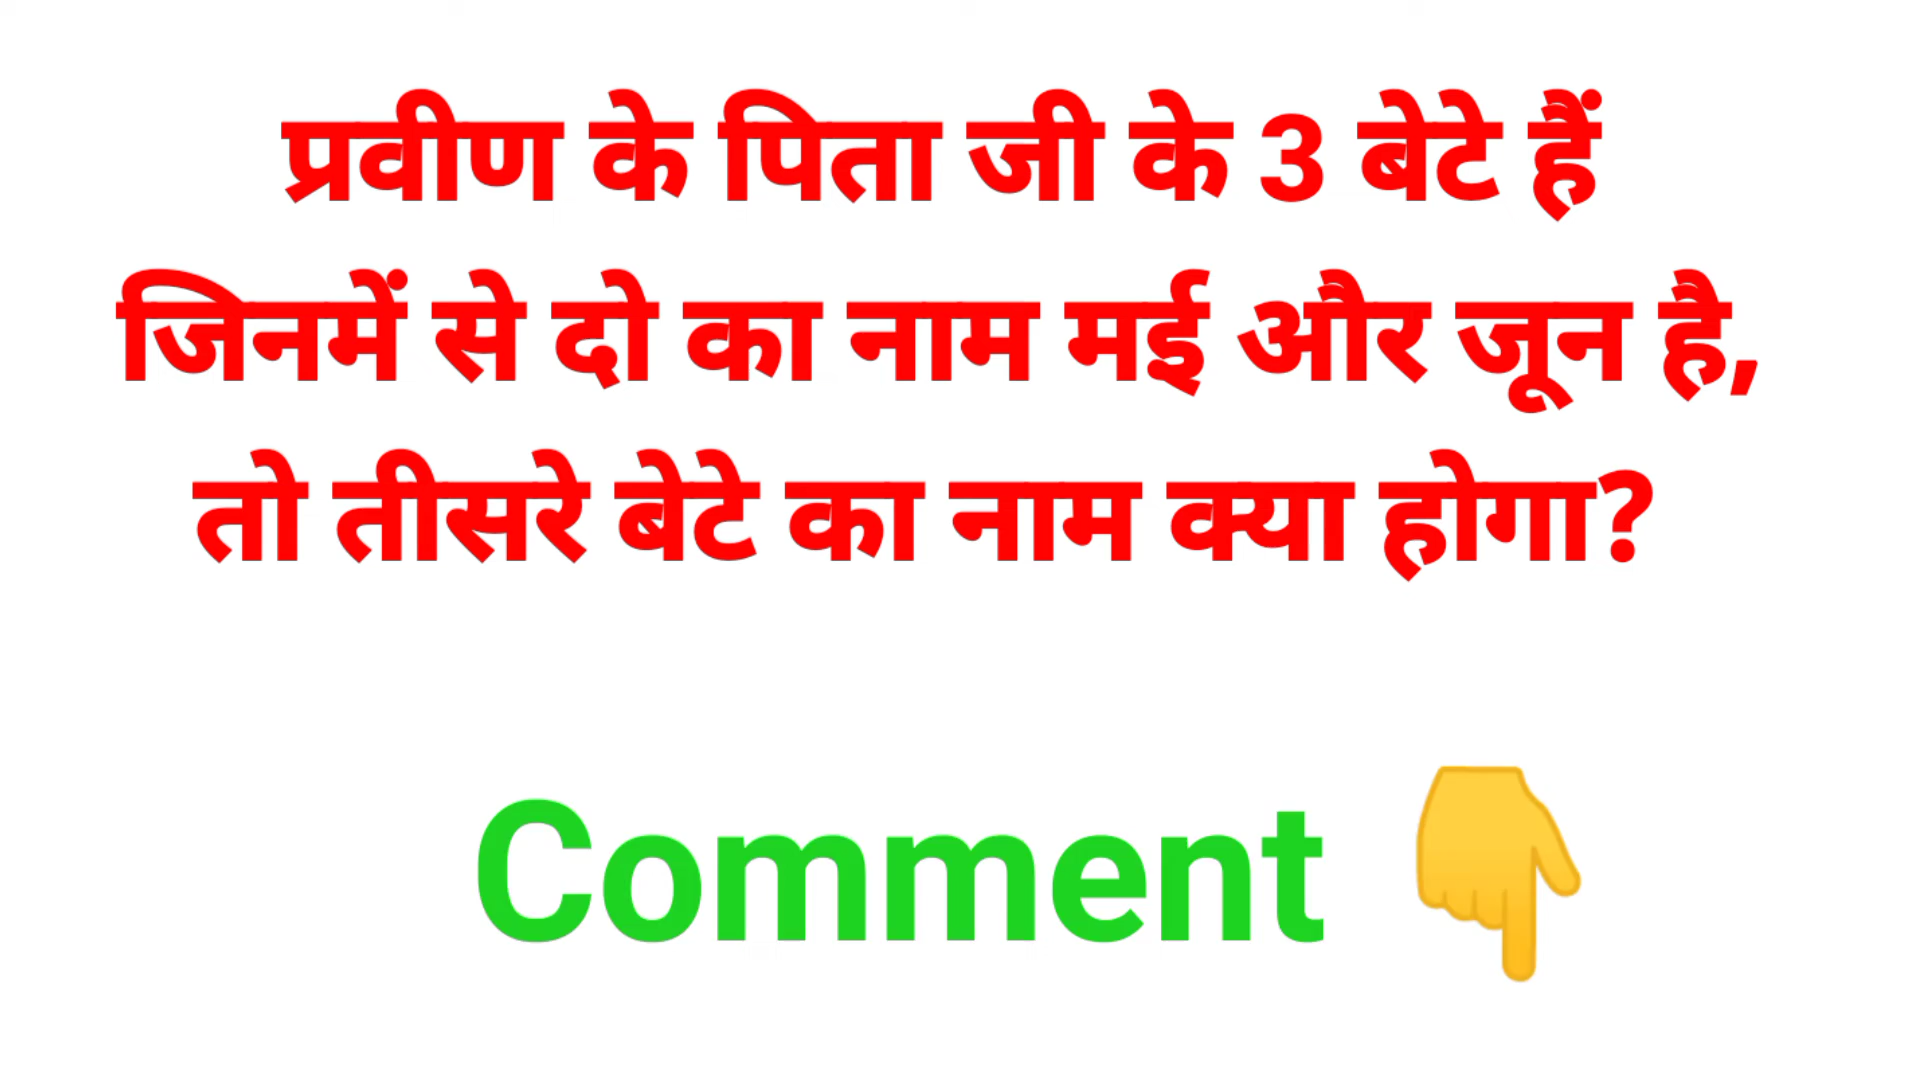 प्रवीण के पिता जी के 3 बेटे हैं
जिनमें से दो का नाम मई और जून है,
तो तीसरे बेटे का नाम क्या होगा?
Comment 👇